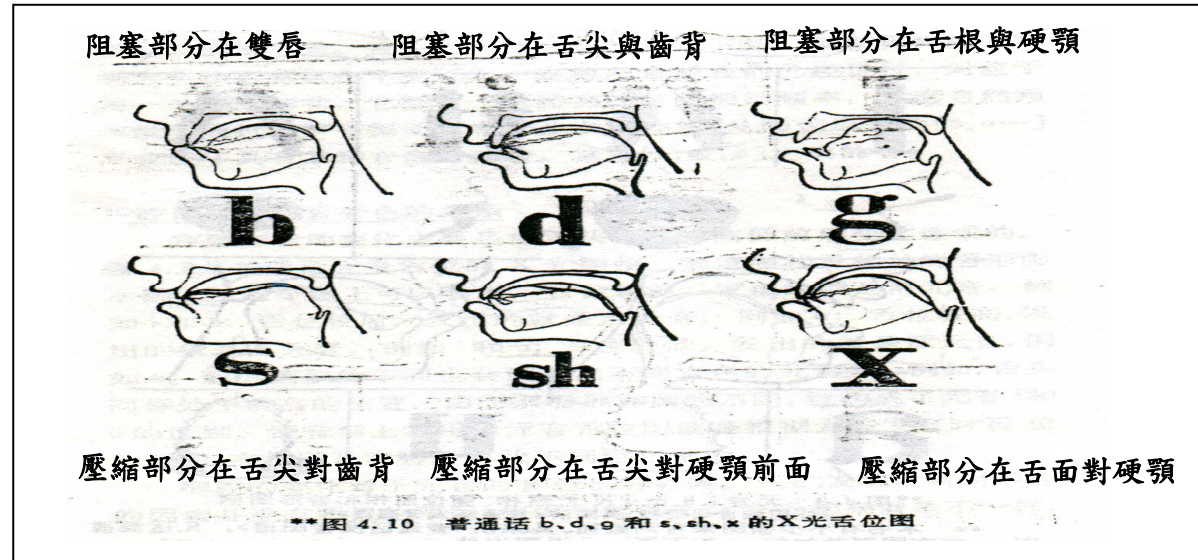 阻塞部分在雙唇
阻塞部分在舌尖與齒背
阻塞部分在舌根與硬顎
b
d
g
S
sh
X
壓縮部分在舌尖對齒背
壓縮部分在舌尖對硬顎前面
壓縮部分在舌面對硬顎
**图 4.10 普通话 b、d、g 和 s、sh、x 的X光舌位图